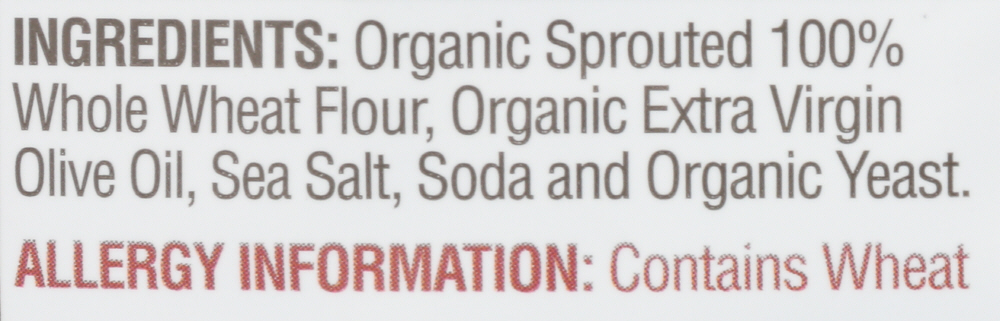 INGREDIENTS: Organic Sprouted 100%
Whole Wheat Flour, Organic Extra Virgin
Olive Oil, Sea Salt, Soda and Organic Yeast.
ALLERGY INFORMATION: Contains Wheat